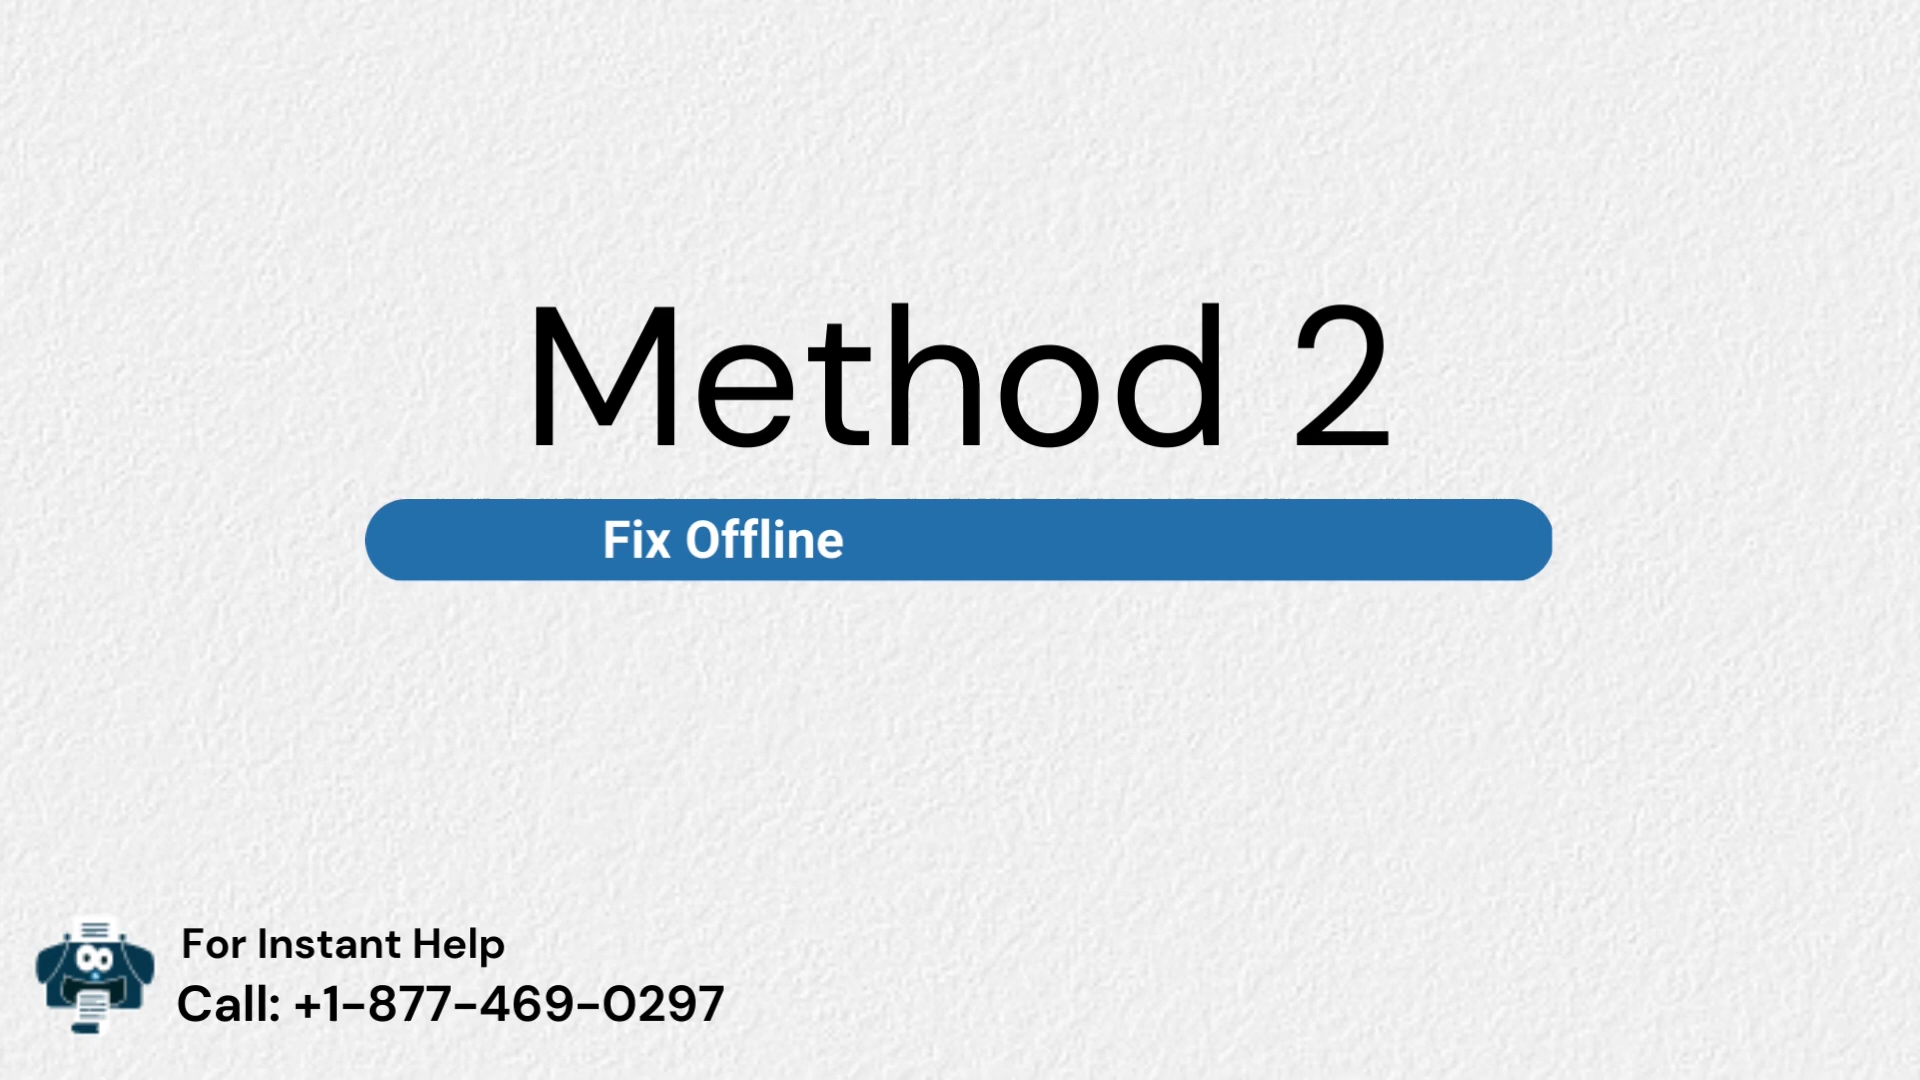 Method 2
Fix Offline
For Instant Help
Call: +1-877-469-0297